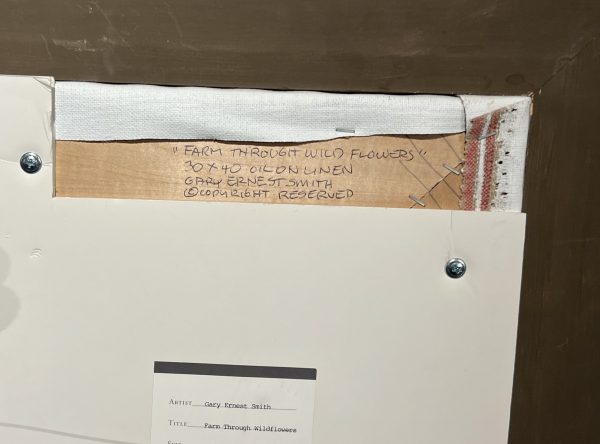 "FARM THROUGH WILD FLOWERS"
30 X 40 OIL ON LINEN
GARY ERNEST SMITH
©COPYRIGHT RESERVED
ARTIST Gary Ernest Smith
TITLE Farm Through Wildflowers